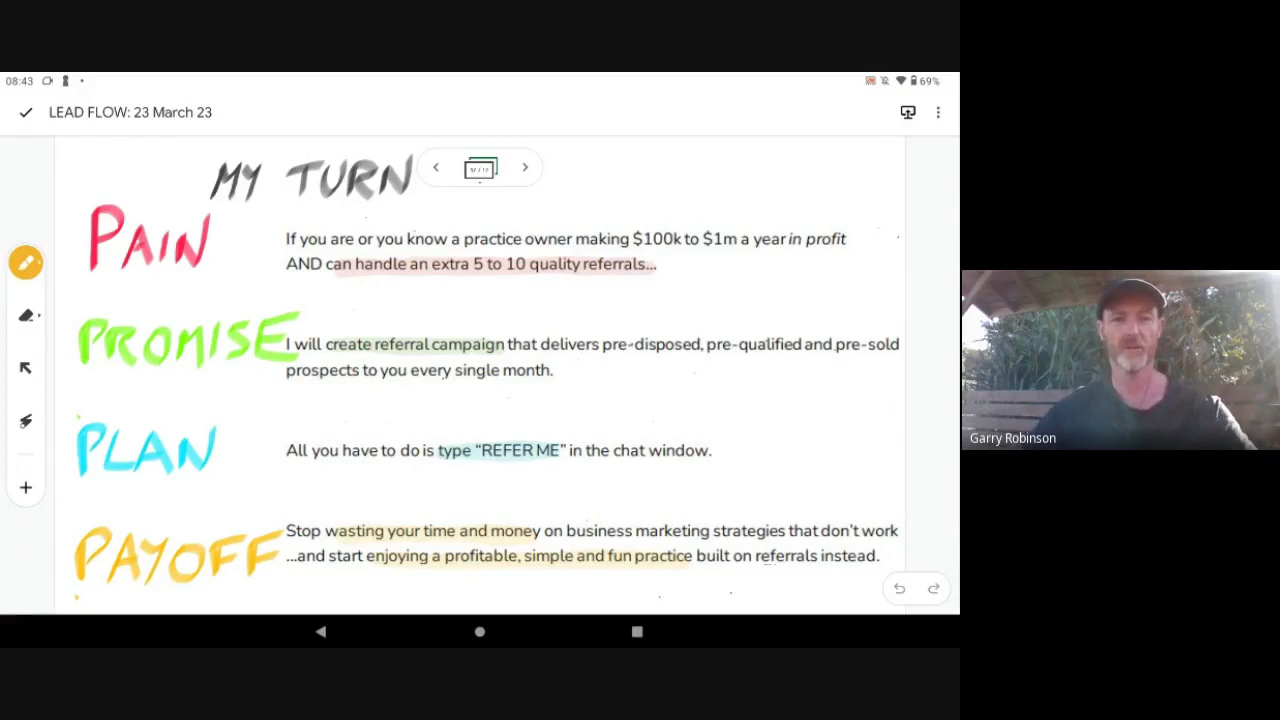 08:43
69%
LEAD FLOW: 23 March 23
MY TURN
PAIN
If you are or you know a practice owner making $100k to $1m a year in profit
AND can handle an extra 5 to 10 quality referrals...
PROMISE
I will create referral campaign that delivers pre-disposed, pre-qualified and pre-sold
prospects to you every single month.
PLAN
All you have to do is type “REFER ME” in the chat window.
PAYOFF
Stop wasting your time and money on business marketing strategies that don’t work
...and start enjoying a profitable, simple and fun practice built on referrals instead.
Garry Robinson